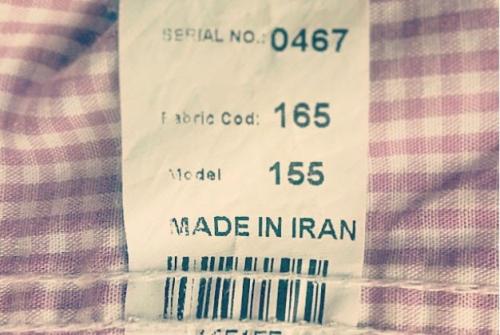 SERIAL NO.: 0467
Fabric Cod: 165
Model 155
MADE IN IRAN